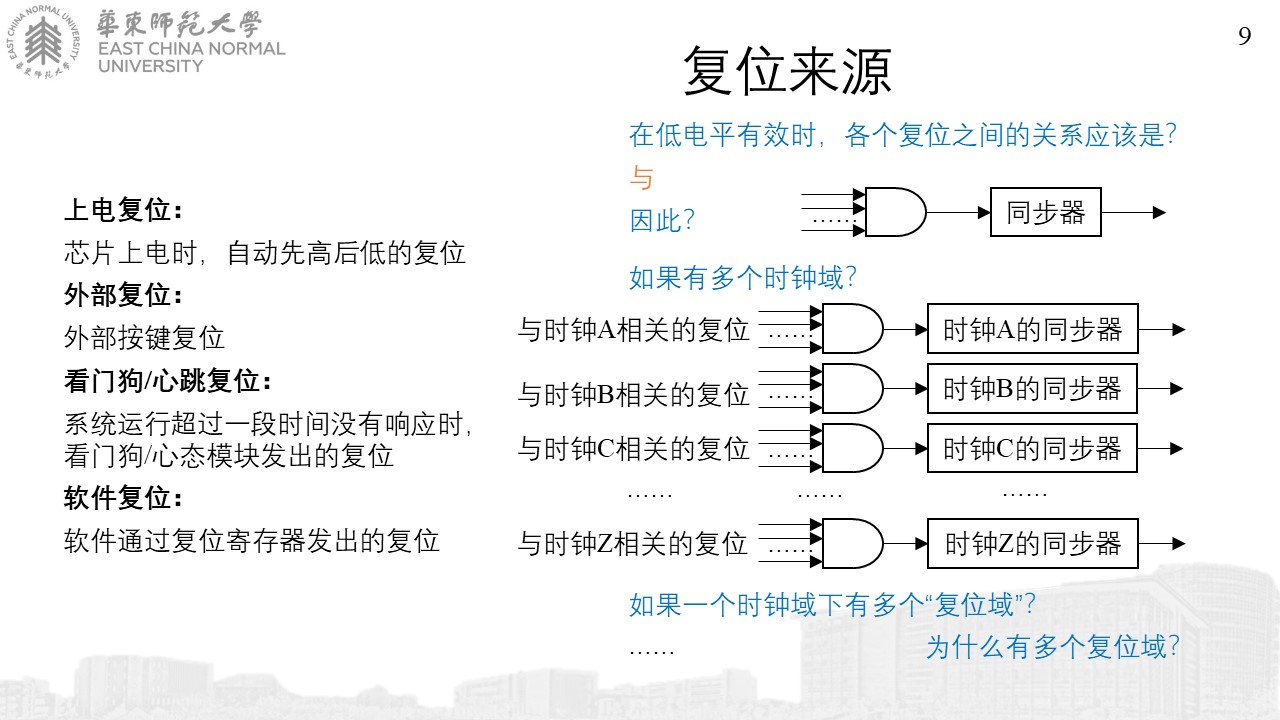 EAST CHINA NORMAL UNIVERSITY
華東師範大學
華東師範大學
EAST CHINA NORMAL
UNIVERSITY
9
复位来源
上电复位：
芯片上电时，自动先高后低的复位
外部复位：
外部按键复位
看门狗/心跳复位：
系统运行超过一段时间没有响应时，
看门狗/心态模块发出的复位
软件复位：
软件通过复位寄存器发出的复位
在低电平有效时，各个复位之间的关系应该是？
与
因此？
…… 同步器
如果有多个时钟域？
与时钟A相关的复位 …… 时钟A的同步器
与时钟B相关的复位 …… 时钟B的同步器
与时钟C相关的复位 …… 时钟C的同步器
…… …… ……
与时钟Z相关的复位 …… 时钟Z的同步器
如果一个时钟域下有多个“复位域”？
…… 为什么有多个复位域？